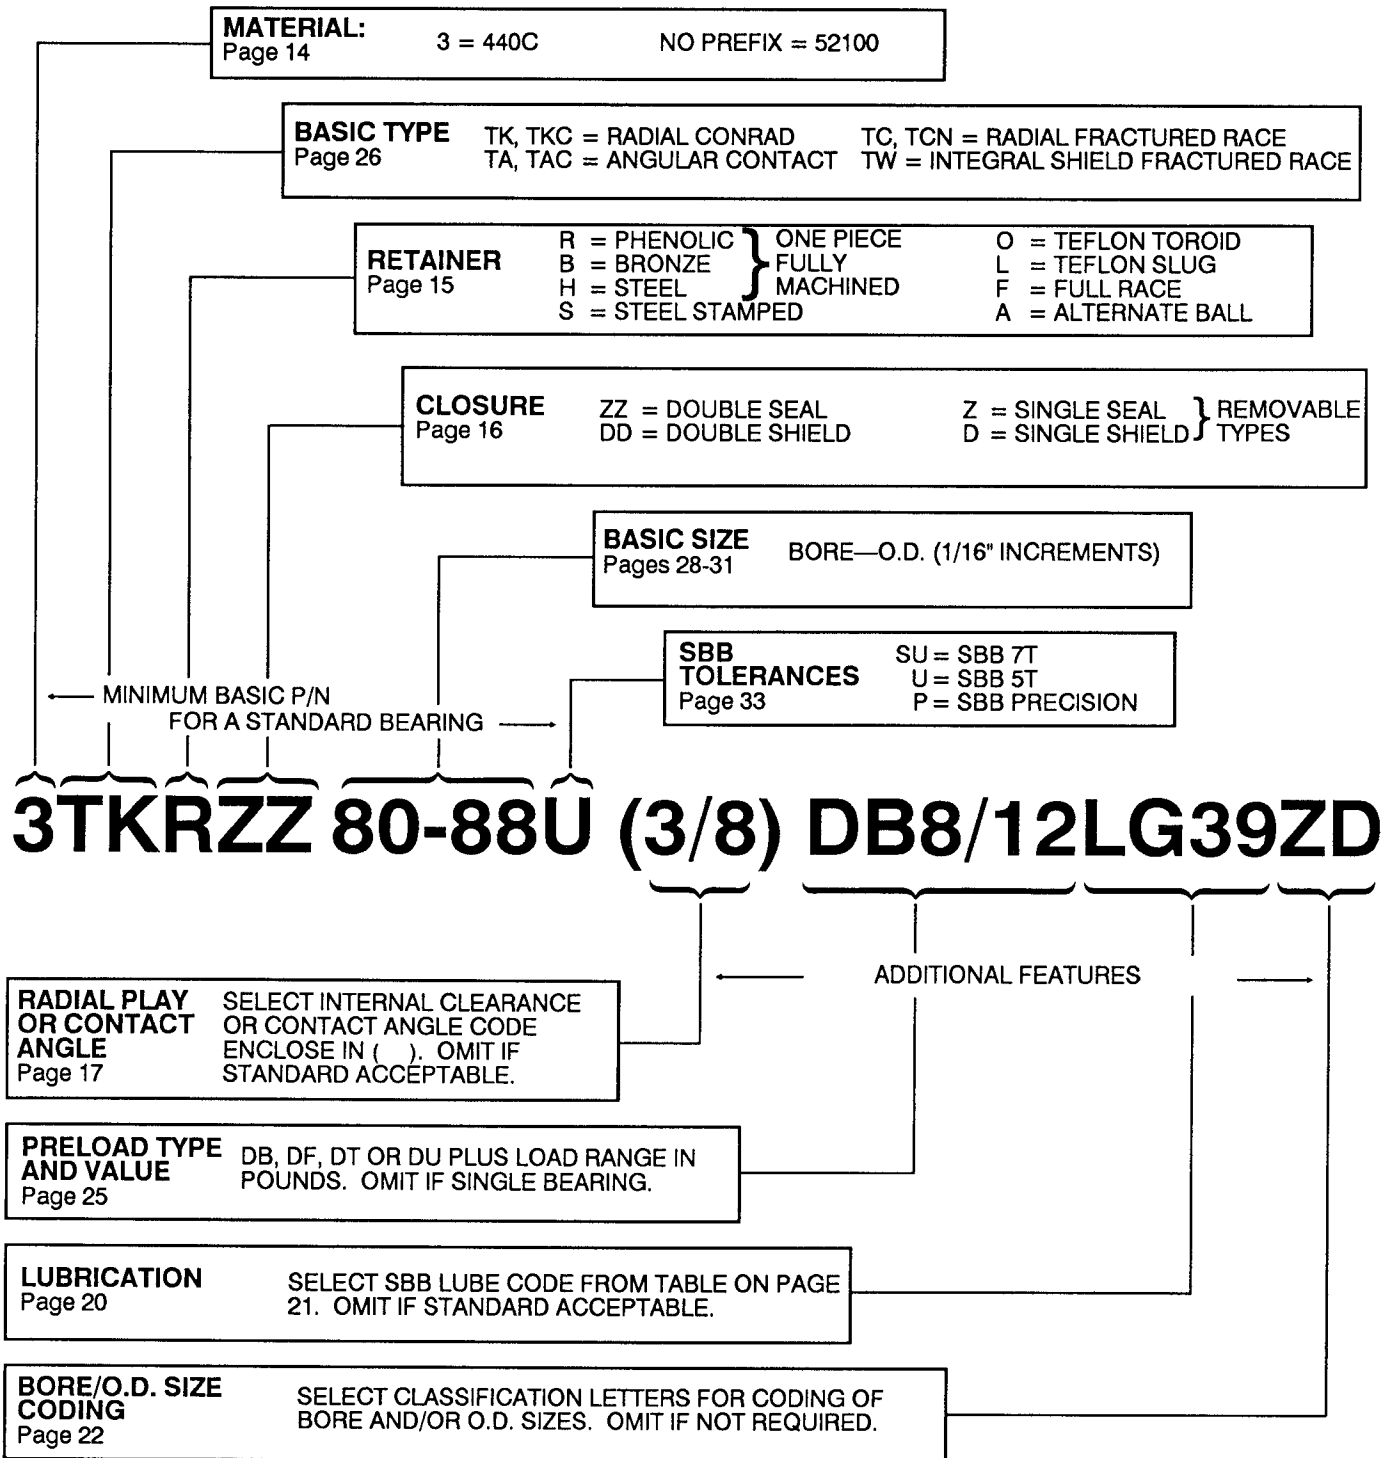 MATERIAL:
Page 14
3 = 440C NO PREFIX = 52100
BASIC TYPE
Page 26
TK, TKC = RADIAL CONRAD TC, TCN = RADIAL FRACTURED RACE
TA, TAC = ANGULAR CONTACT TW = INTEGRAL SHIELD FRACTURED RACE
RETAINER
Page 15
R = PHENOLIC } ONE PIECE
B = BRONZE FULLY
H = STEEL MACHINED
S = STEEL STAMPED
O = TEFLON TOROID
L = TEFLON SLUG
F = FULL RACE
A = ALTERNATE BALL
CLOSURE
Page 16
ZZ = DOUBLE SEAL
DD = DOUBLE SHIELD
Z = SINGLE SEAL } REMOVABLE
D = SINGLE SHIELD TYPES
BASIC SIZE
Pages 28-31
BORE—O.D. (1/16" INCREMENTS)
SBB
TOLERANCES
Page 33
SU = SBB 7T
U = SBB 5T
P = SBB PRECISION
MINIMUM BASIC P/N
FOR A STANDARD BEARING
3TKRZZ 80-88U (3/8) DB8/12LG39ZD
ADDITIONAL FEATURES
RADIAL PLAY
OR CONTACT
ANGLE
Page 17
SELECT INTERNAL CLEARANCE
OR CONTACT ANGLE CODE
ENCLOSE IN ( ). OMIT IF
STANDARD ACCEPTABLE.
PRELOAD TYPE
AND VALUE
Page 25
DB, DF, DT OR DU PLUS LOAD RANGE IN
POUNDS. OMIT IF SINGLE BEARING.
LUBRICATION
Page 20
SELECT SBB LUBE CODE FROM TABLE ON PAGE
21. OMIT IF STANDARD ACCEPTABLE.
BORE/O.D. SIZE
CODING
Page 22
SELECT CLASSIFICATION LETTERS FOR CODING OF
BORE AND/OR O.D. SIZES. OMIT IF NOT REQUIRED.